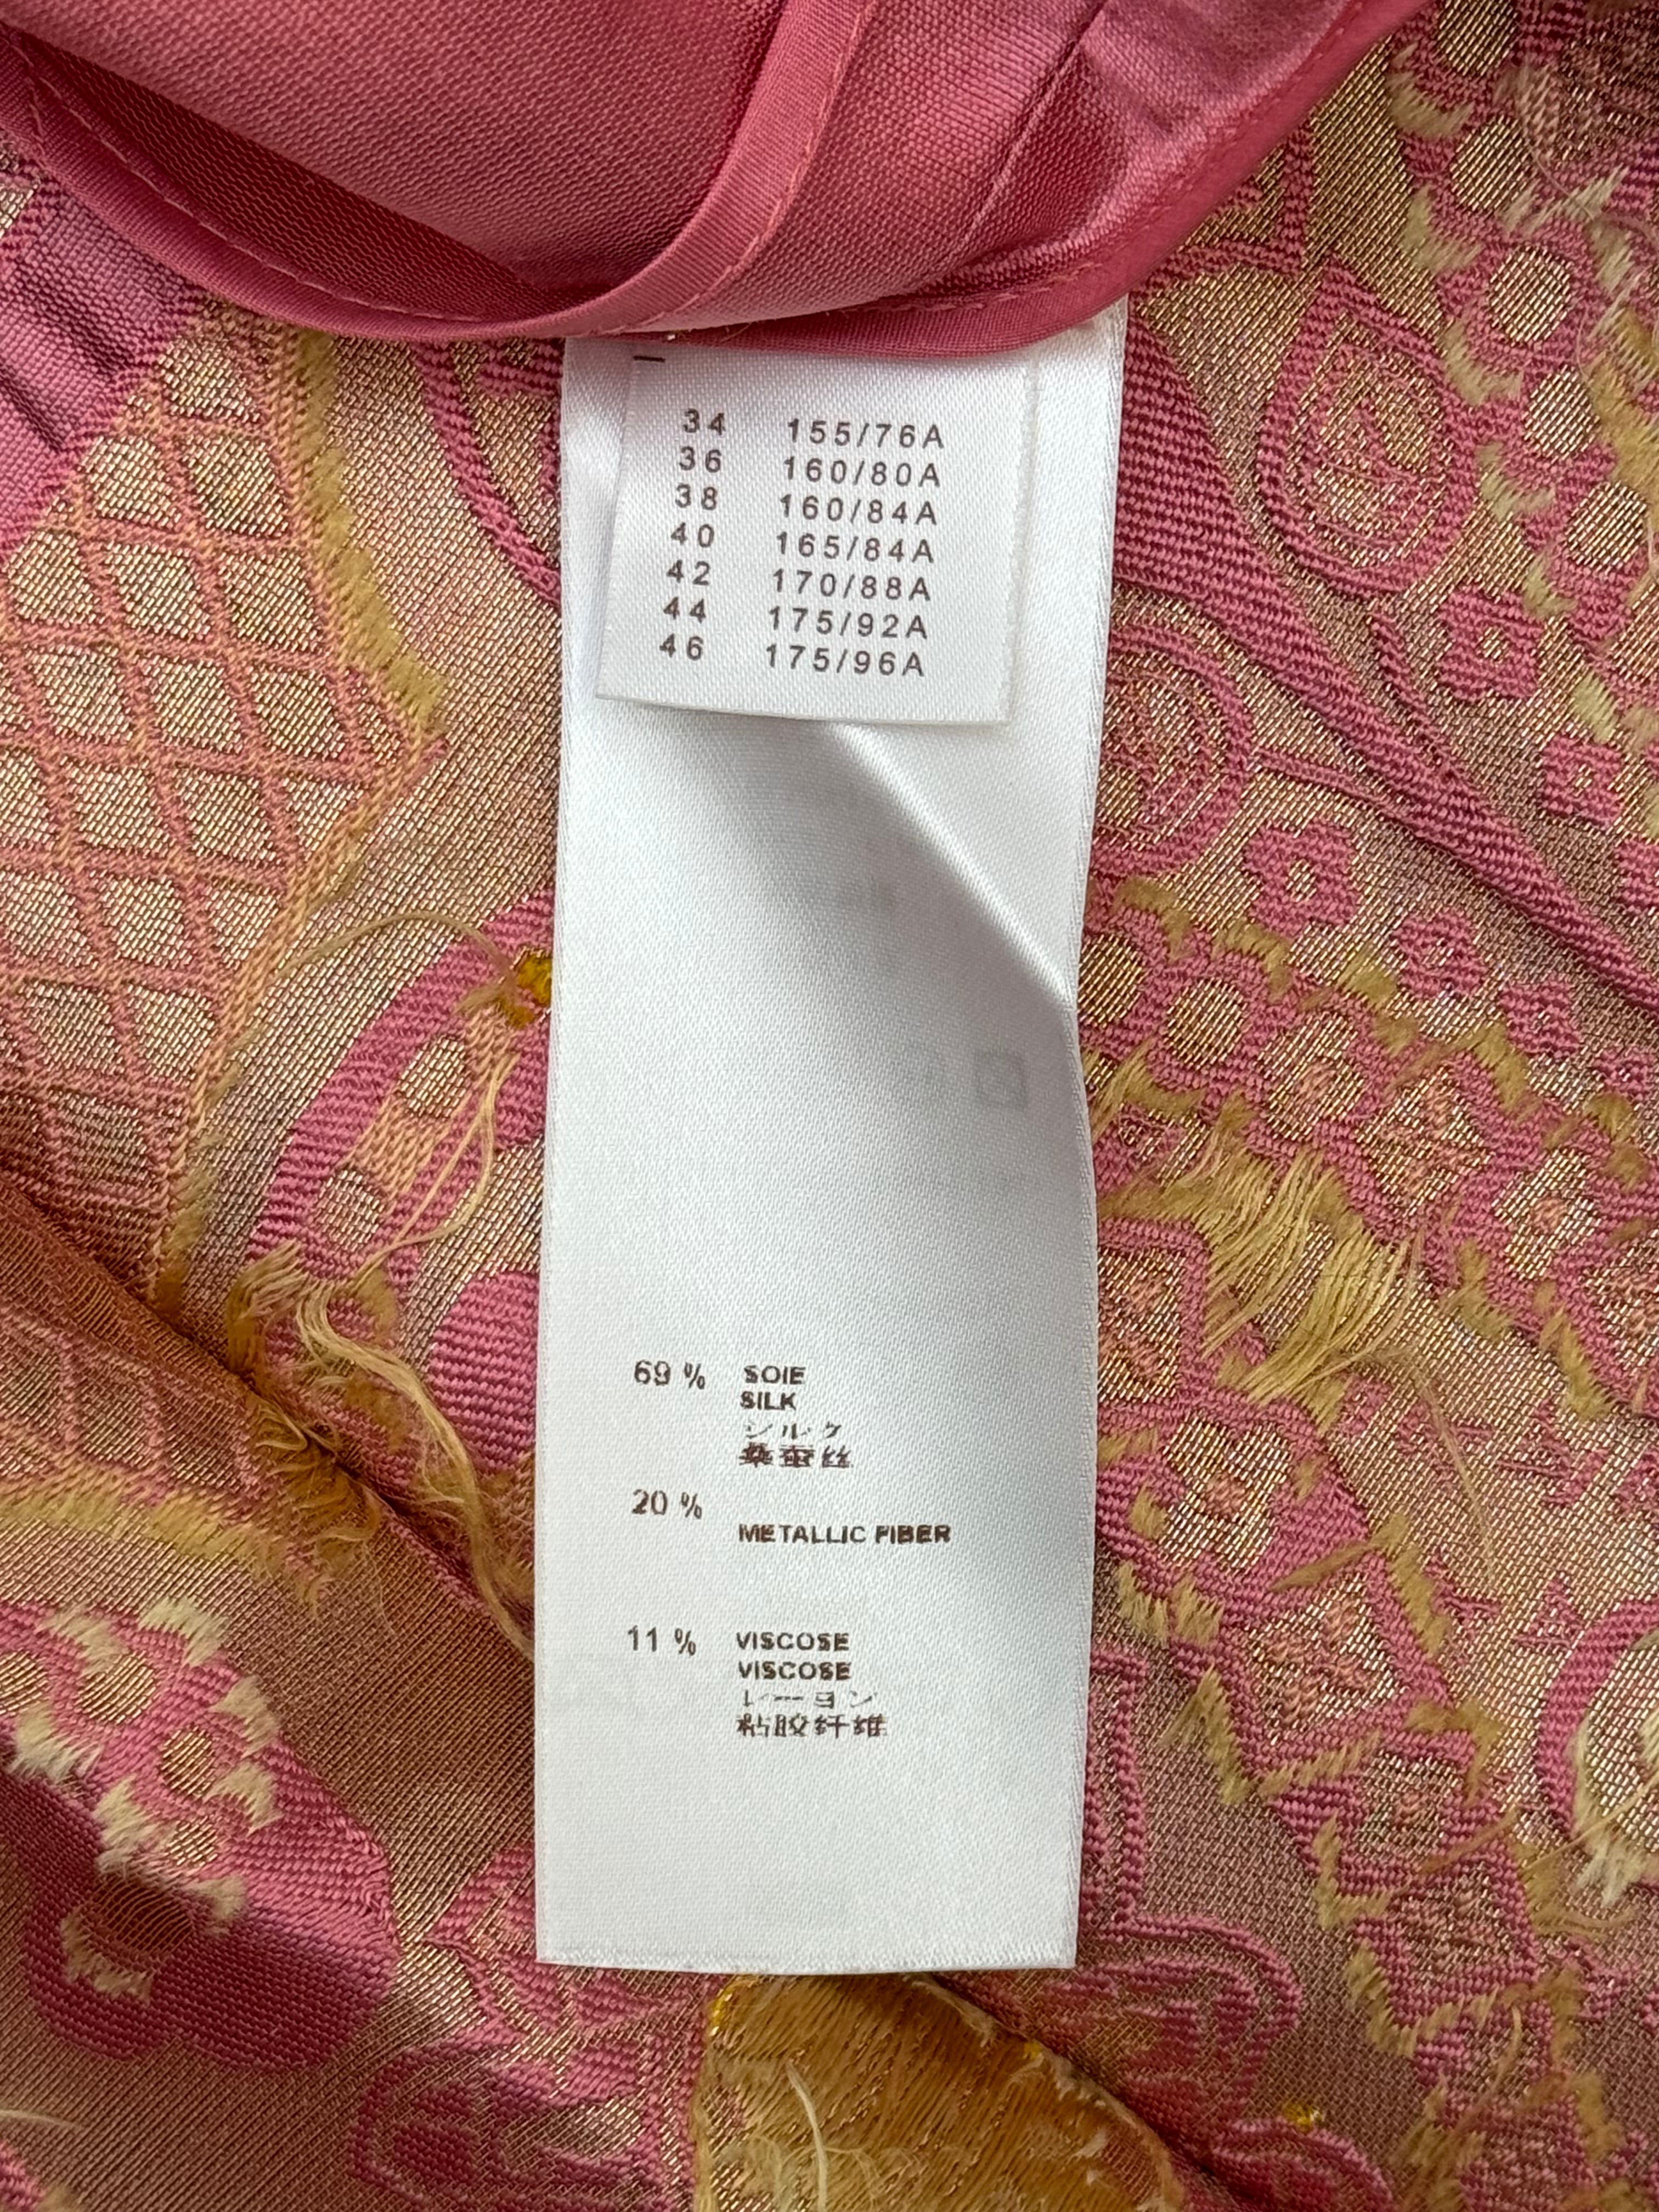 34 155/76A
36 160/80A
38 160/84A
40 165/84A
42 170/88A
44 175/92A
46 175/96A
69 % SOIE
SILK
シルク
桑蚕丝
20 %
METALLIC FIBER
11 % VISCOSE
VISCOSE
レーヨン
粘胶纤维